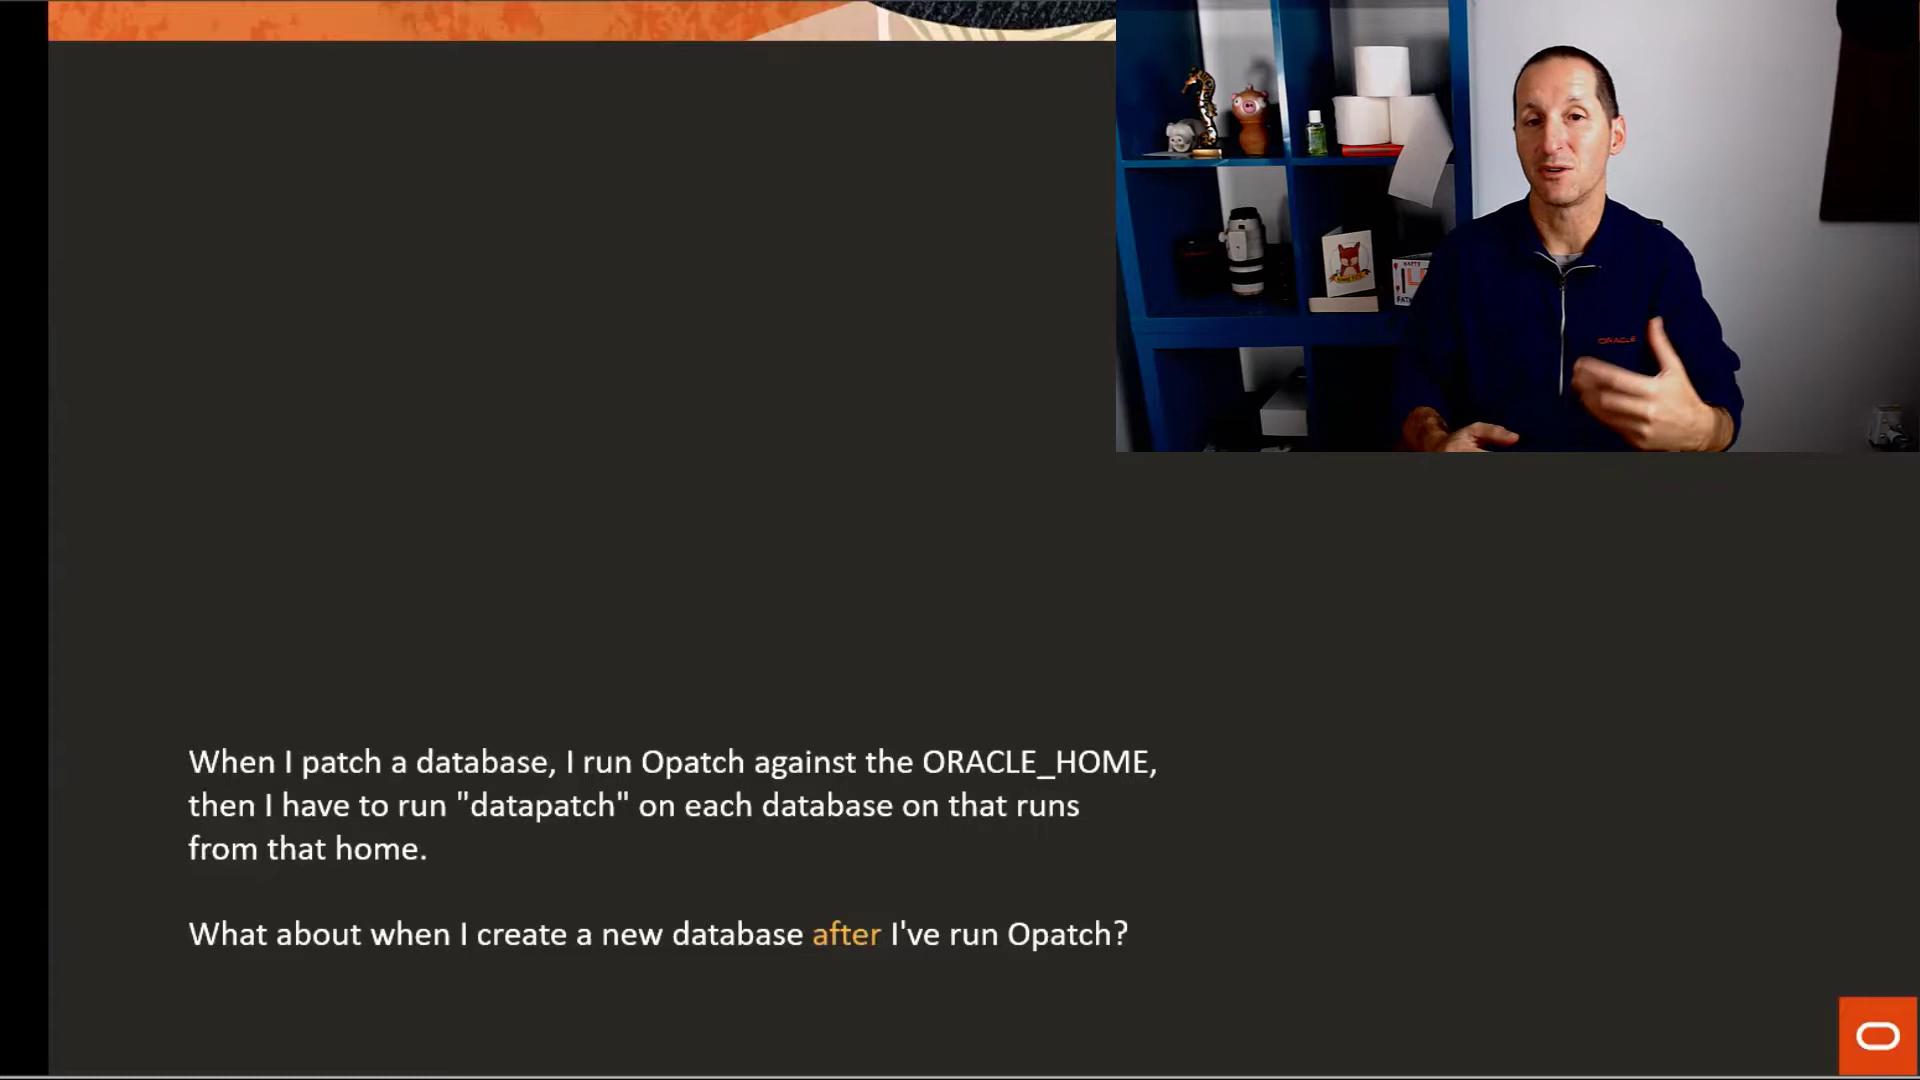 ORACLE
When I patch a database, I run Opatch against the ORACLE_HOME,
then I have to run "datapatch" on each database on that runs
from that home.
What about when I create a new database after I've run Opatch?